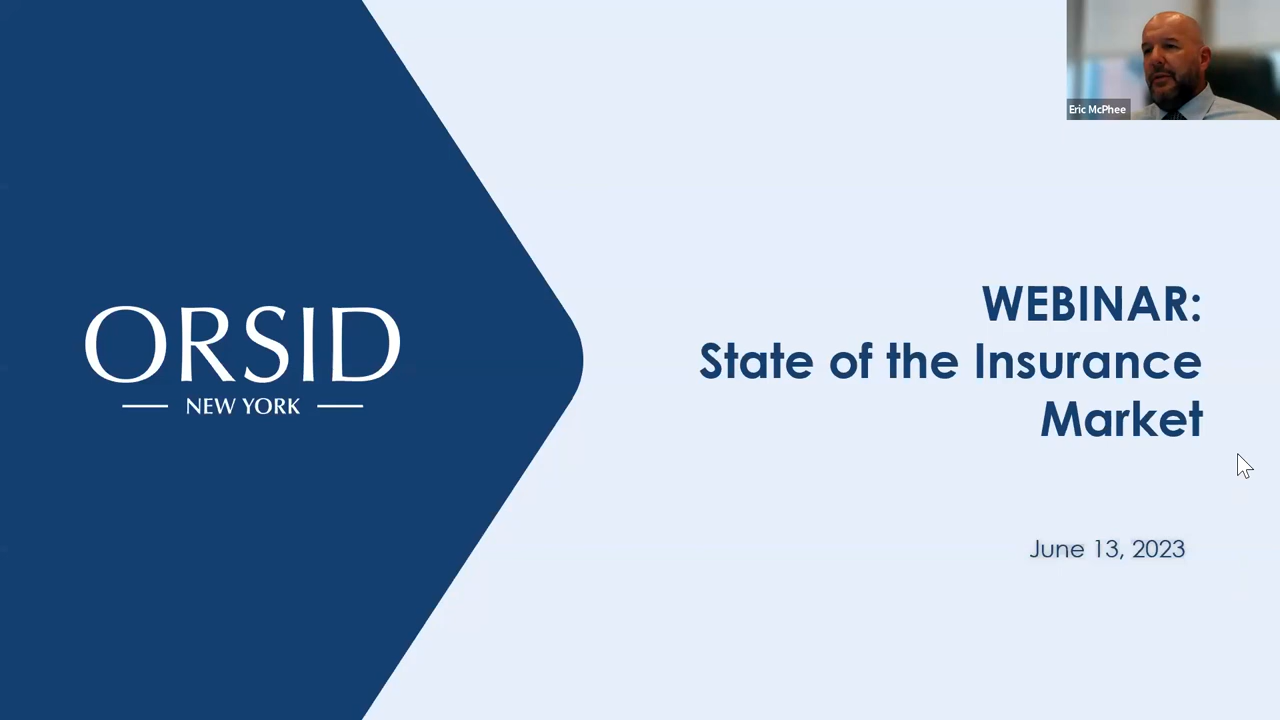 Eric McPhee
ORSID
NEW YORK
WEBINAR:
State of the Insurance
Market
June 13, 2023